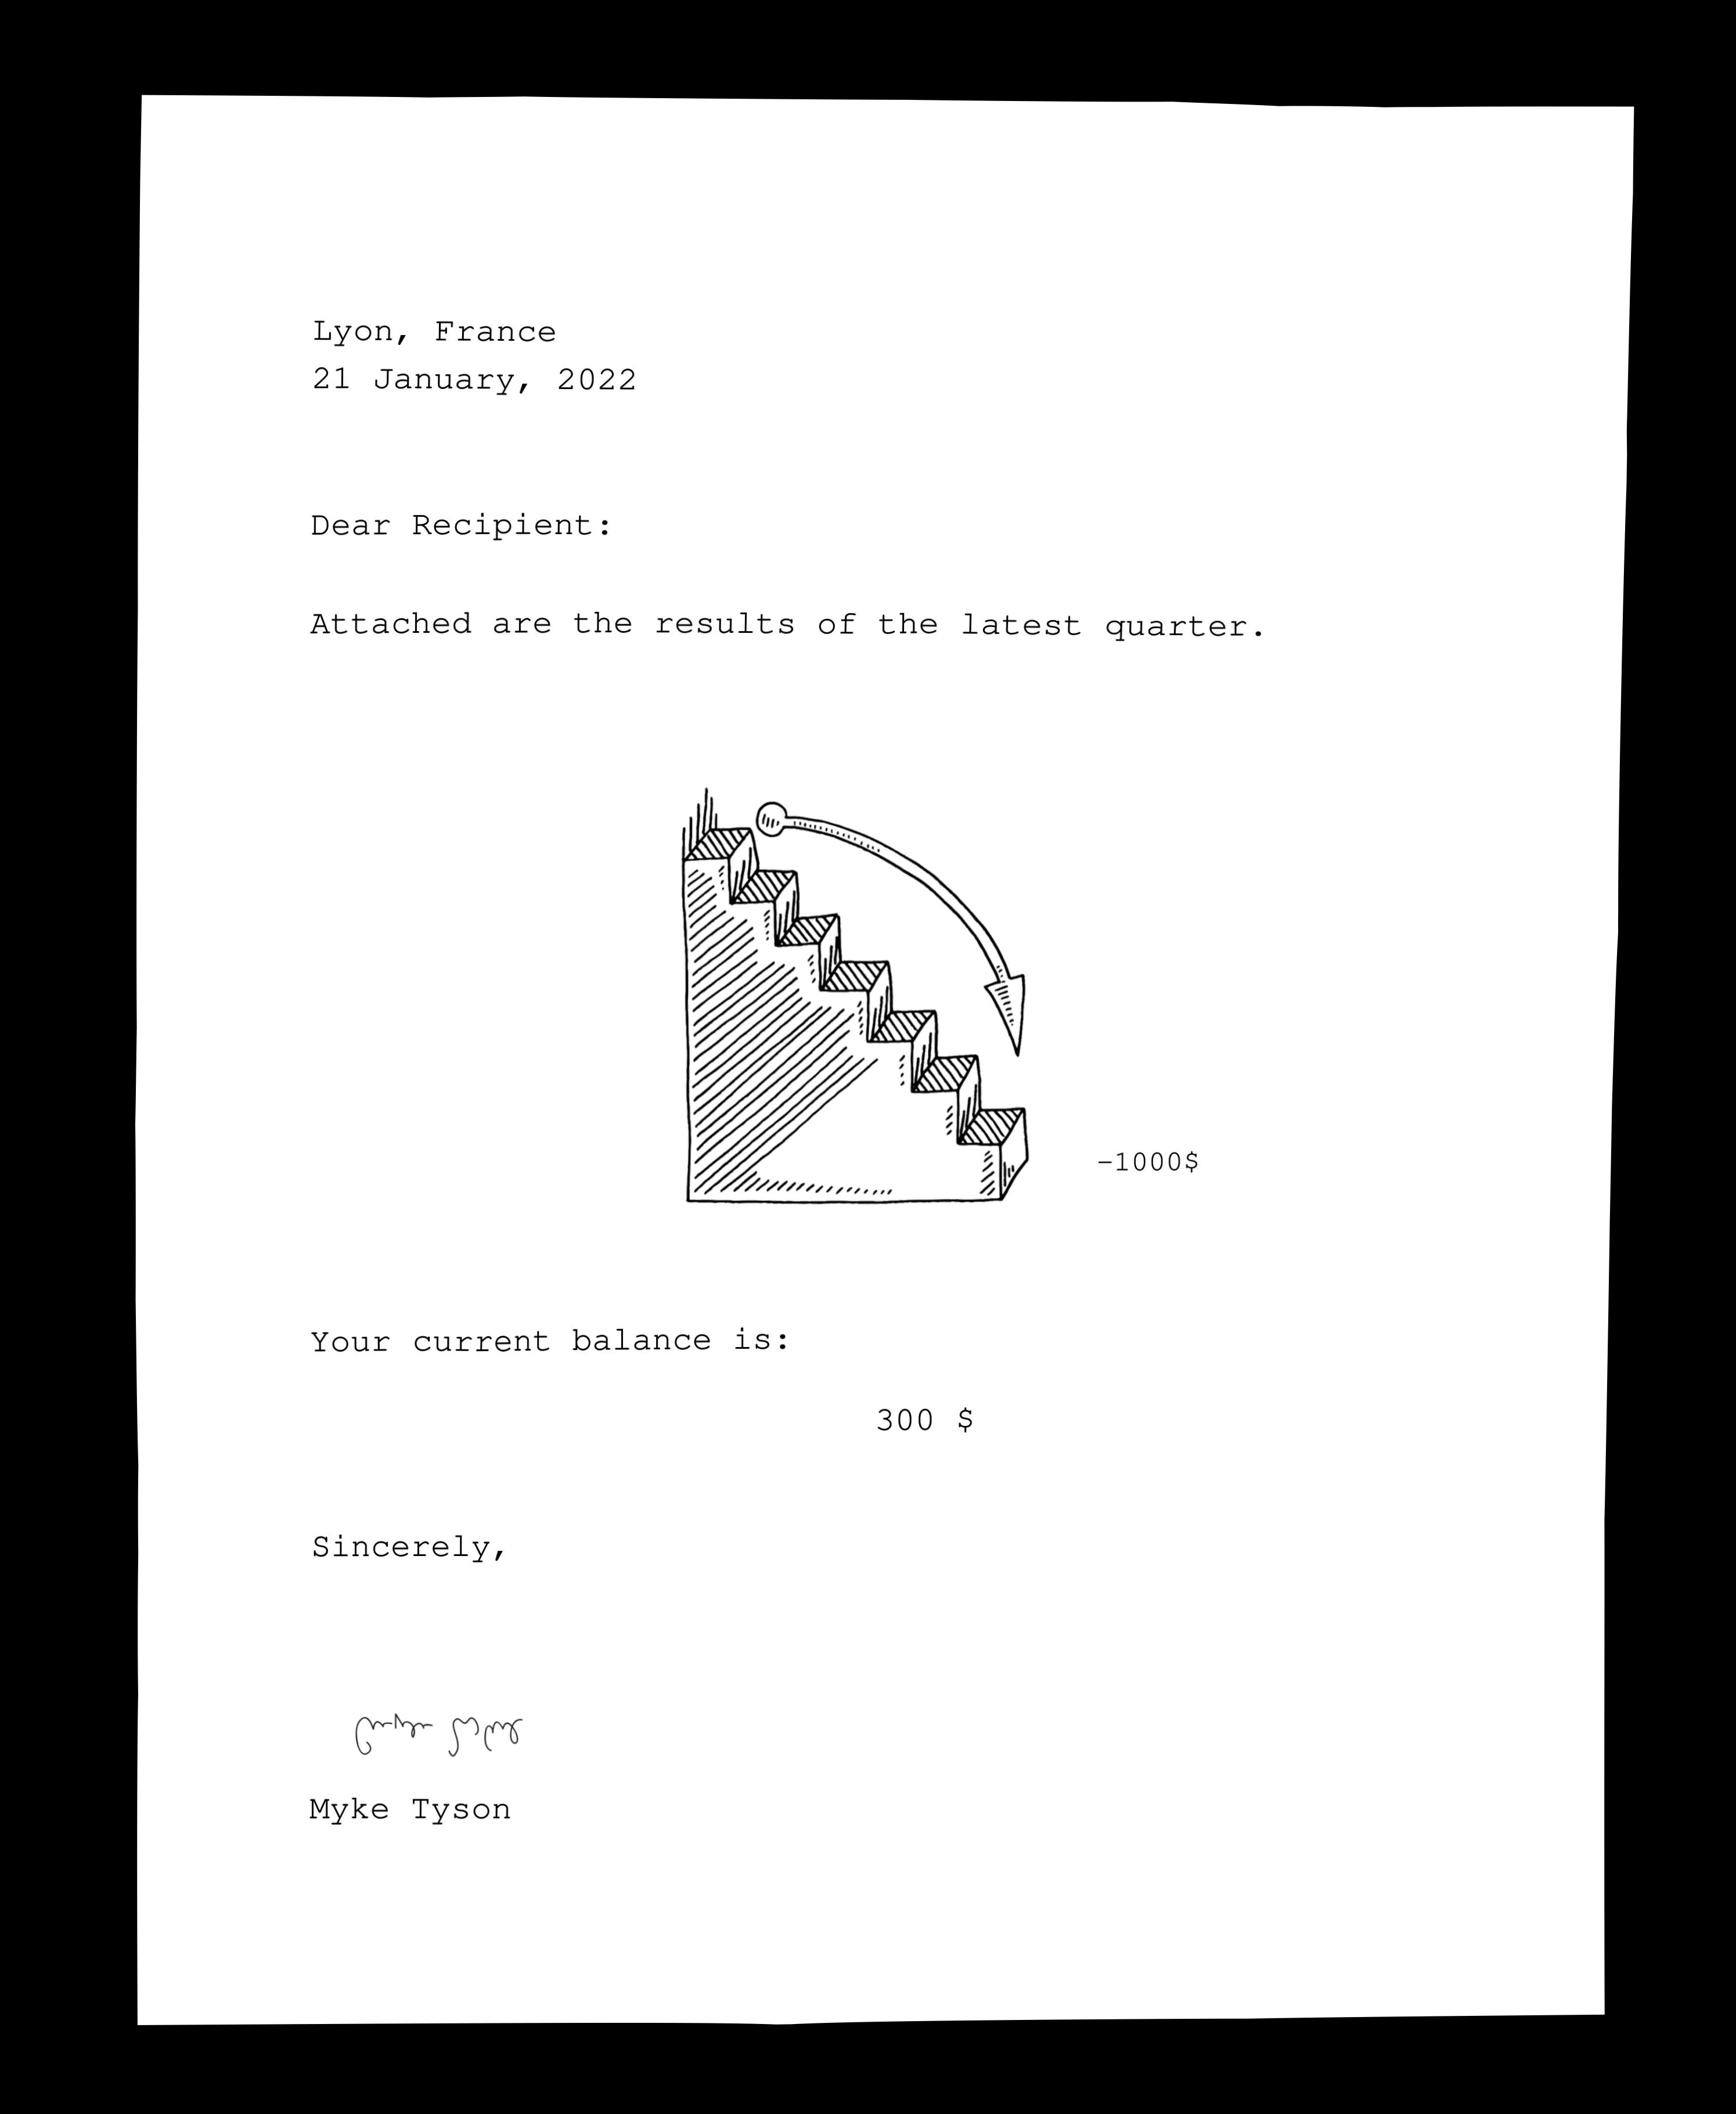 Lyon, France
21 January, 2022
Dear Recipient:
Attached are the results of the latest quarter.
-1000$
Your current balance is:
300 $
Sincerely,
Myke Tyson